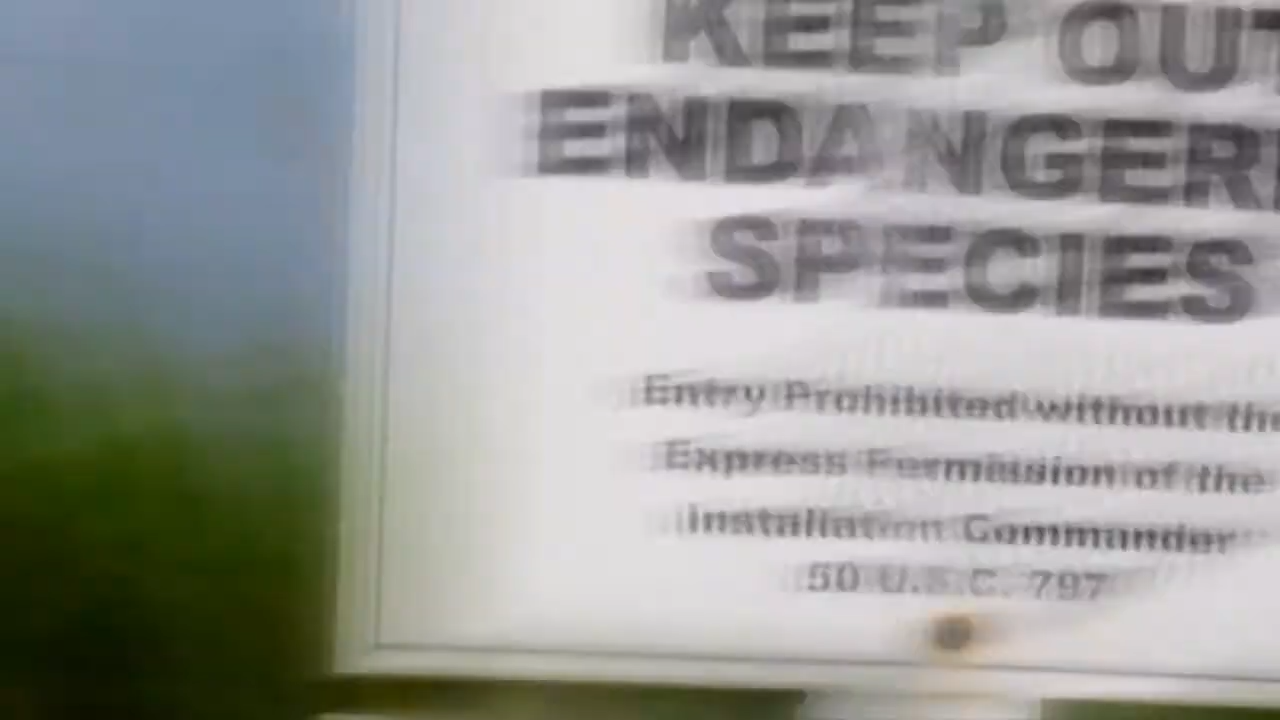 KEEP OUT
ENDANGER
SPECIES
Entry Prohibited without the
Express Permission of the
Installation Commander
50 U.S.C. 797